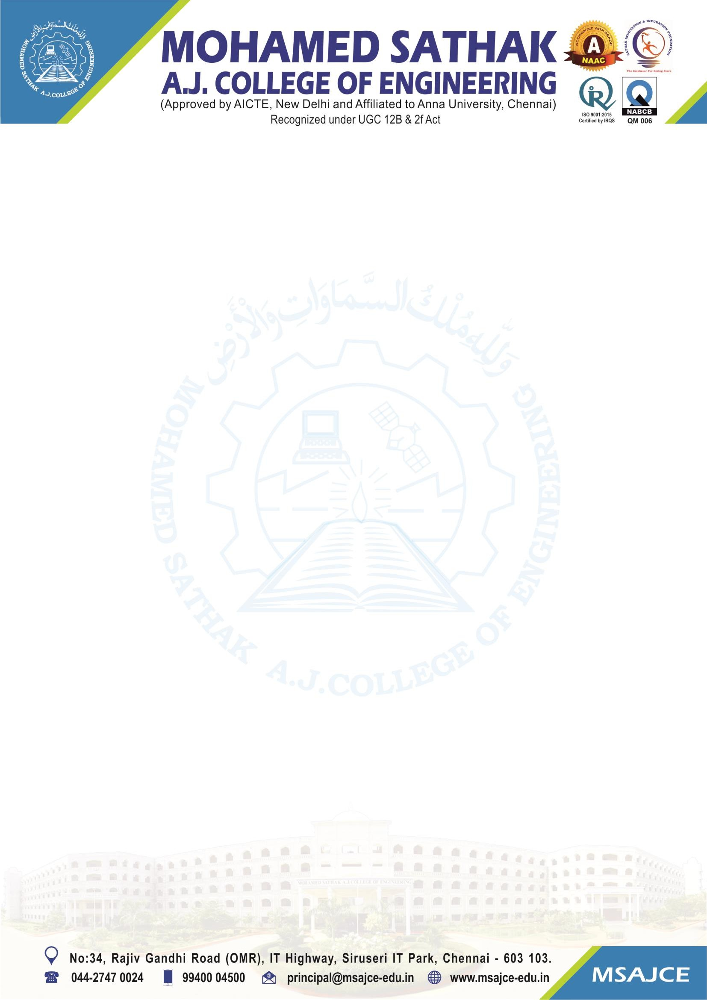 وَلِلَّهِ مُلْكُ السَّمَاوَاتِ وَالْأَرْضِ
MOHAMED SATHAK A.J.COLLEGE OF ENGINEERING
MOHAMED SATHAK
A.J. COLLEGE OF ENGINEERING
(Approved by AICTE, New Delhi and Affiliated to Anna University, Chennai)
Recognized under UGC 12B & 2f Act
ACCREDITED WITH GRADE
A
NAAC
SATHAK INNOVATION & INCUBATION FOUNDATION
The Incubator For Rising Stars
iR
ISO 9001:2015
Certified by IRQS
NABCB
QM 006
وَلِلَّهِ مُلْكُ السَّمَاوَاتِ وَالْأَرْضِ
MOHAMED SATHAK A.J.COLLEGE OF ENGINEERING
MOHAMED SATHAK A.J.COLLEGE OF ENGINEERING
No:34, Rajiv Gandhi Road (OMR), IT Highway, Siruseri IT Park, Chennai - 603 103.
044-2747 0024 99400 04500 principal@msajce-edu.in www.msajce-edu.in
MSAJCE